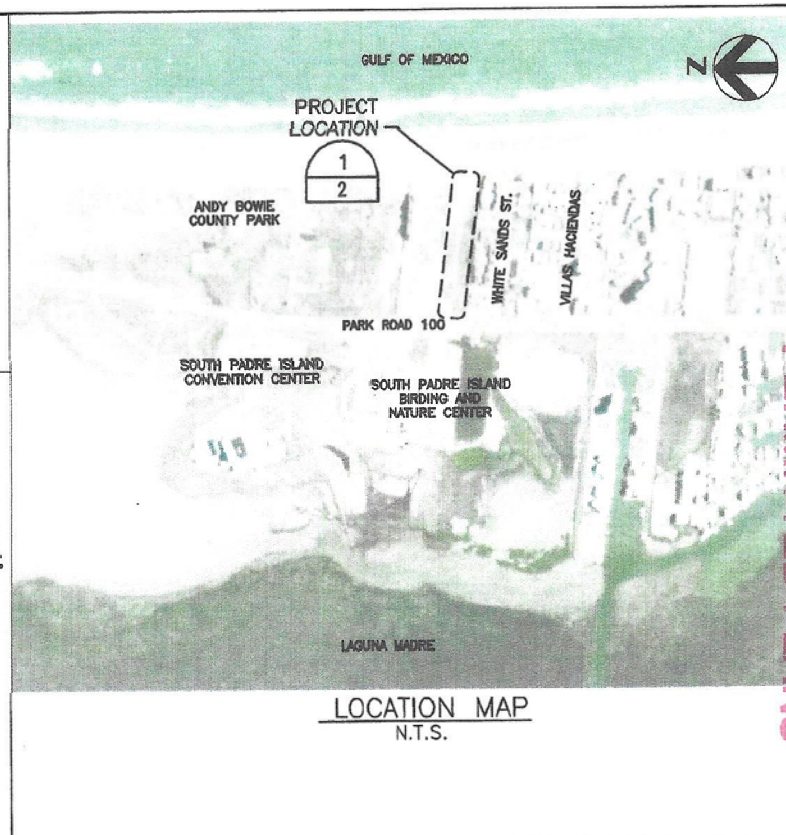 GULF OF MEXICO
N
PROJECT
LOCATION
1
2
ANDY BOWIE
COUNTY PARK
WHITE SANDS ST.
VILLAS HACIENDAS
PARK ROAD 100
SOUTH PADRE ISLAND
CONVENTION CENTER
SOUTH PADRE ISLAND
BIRDING AND
NATURE CENTER
LAGUNA MADRE
LOCATION MAP
N.T.S.